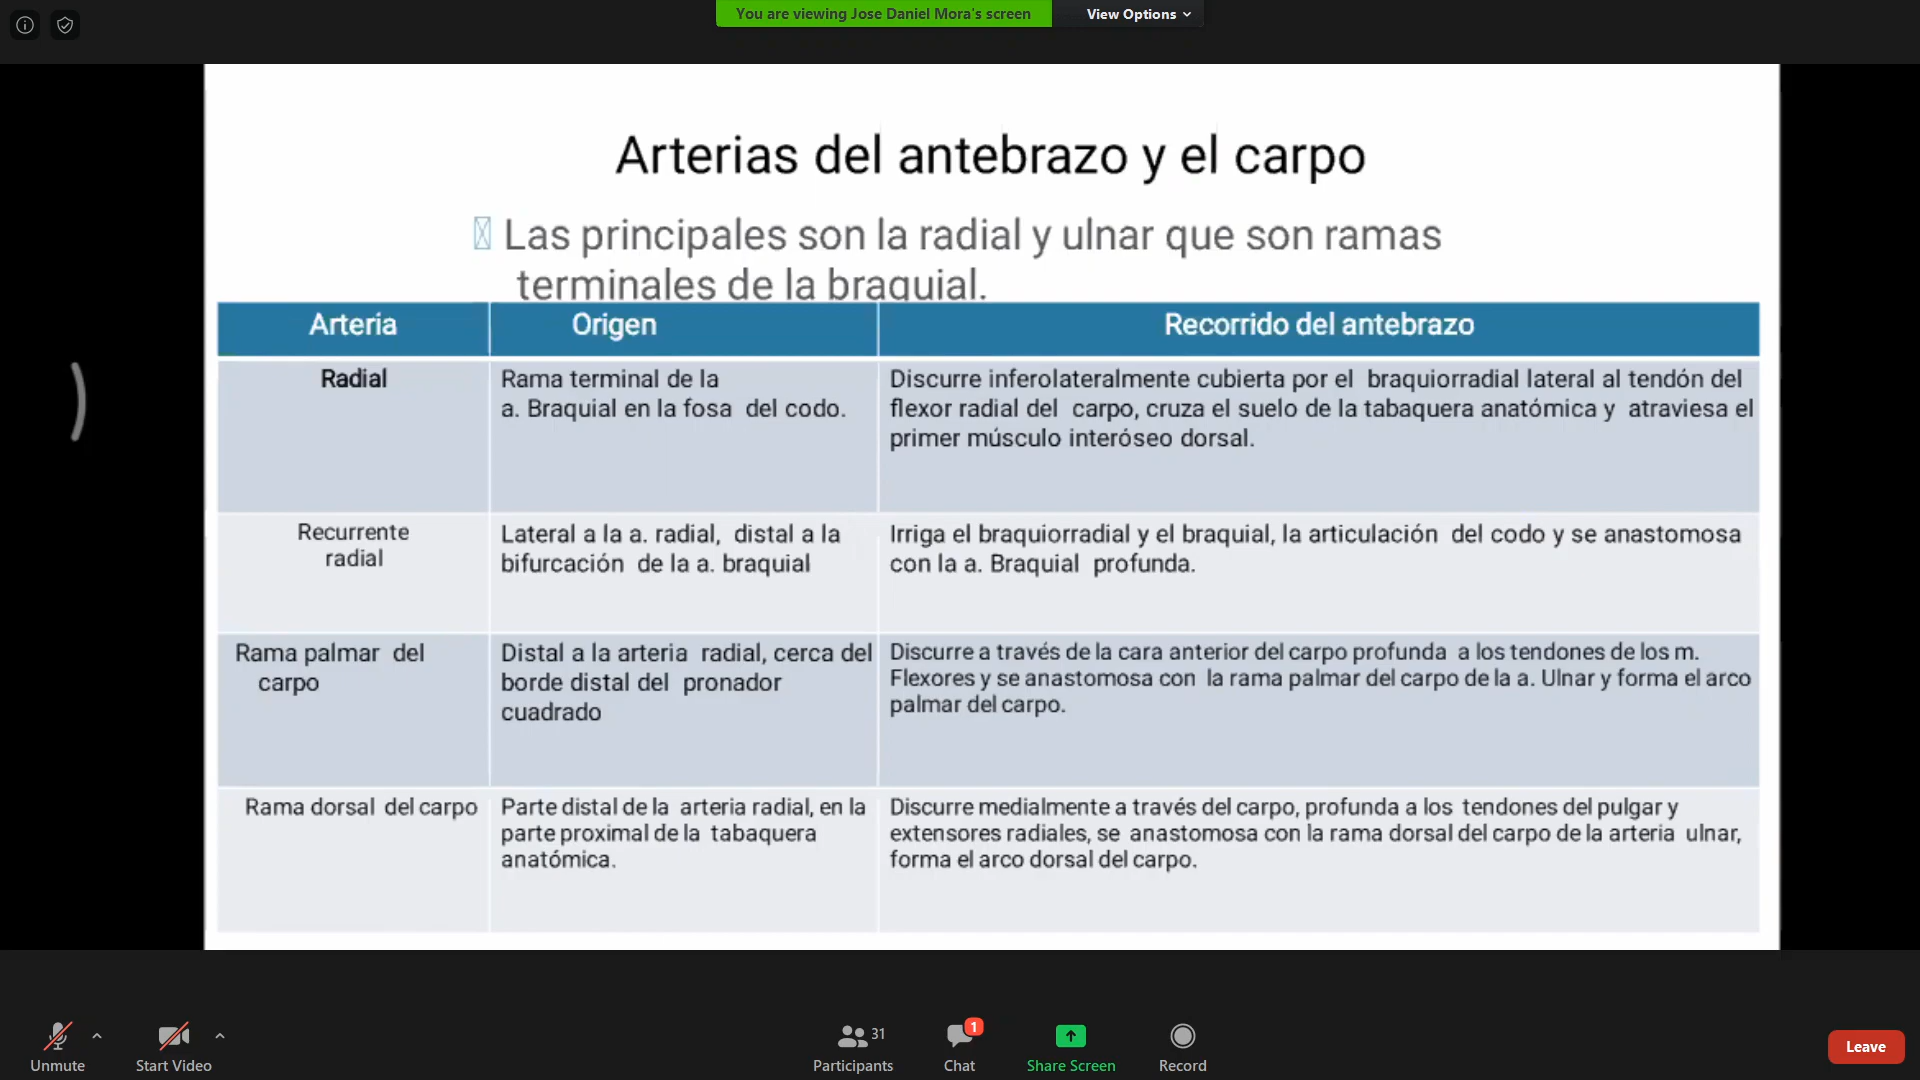 You are viewing Jose Daniel Mora's screen
View Options
Arterias del antebrazo y el carpo
Las principales son la radial y ulnar que son ramas
terminales de la braquial.
Arteria
Origen
Recorrido del antebrazo
Radial
Rama terminal de la
a. Braquial en la fosa del codo.
Discurre inferolateralmente cubierta por el braquiorradial lateral al tendón del
flexor radial del carpo, cruza el suelo de la tabaquera anatómica y atraviesa el
primer músculo interóseo dorsal.
Recurrente
radial
Lateral a la a. radial, distal a la
bifurcación de la a. braquial
Irriga el braquiorradial y el braquial, la articulación del codo y se anastomosa
con la a. Braquial profunda.
Rama palmar del
carpo
Distal a la arteria radial, cerca del
borde distal del pronador
cuadrado
Discurre a través de la cara anterior del carpo profunda a los tendones de los m.
Flexores y se anastomosa con la rama palmar del carpo de la a. Ulnar y forma el arco
palmar del carpo.
Rama dorsal del carpo
Parte distal de la arteria radial, en la
parte proximal de la tabaquera
anatómica.
Discurre medialmente a través del carpo, profunda a los tendones del pulgar y
extensores radiales, se anastomosa con la rama dorsal del carpo de la arteria ulnar,
forma el arco dorsal del carpo.
Unmute
Start Video
31
Participants
1
Chat
Share Screen
Record
Leave